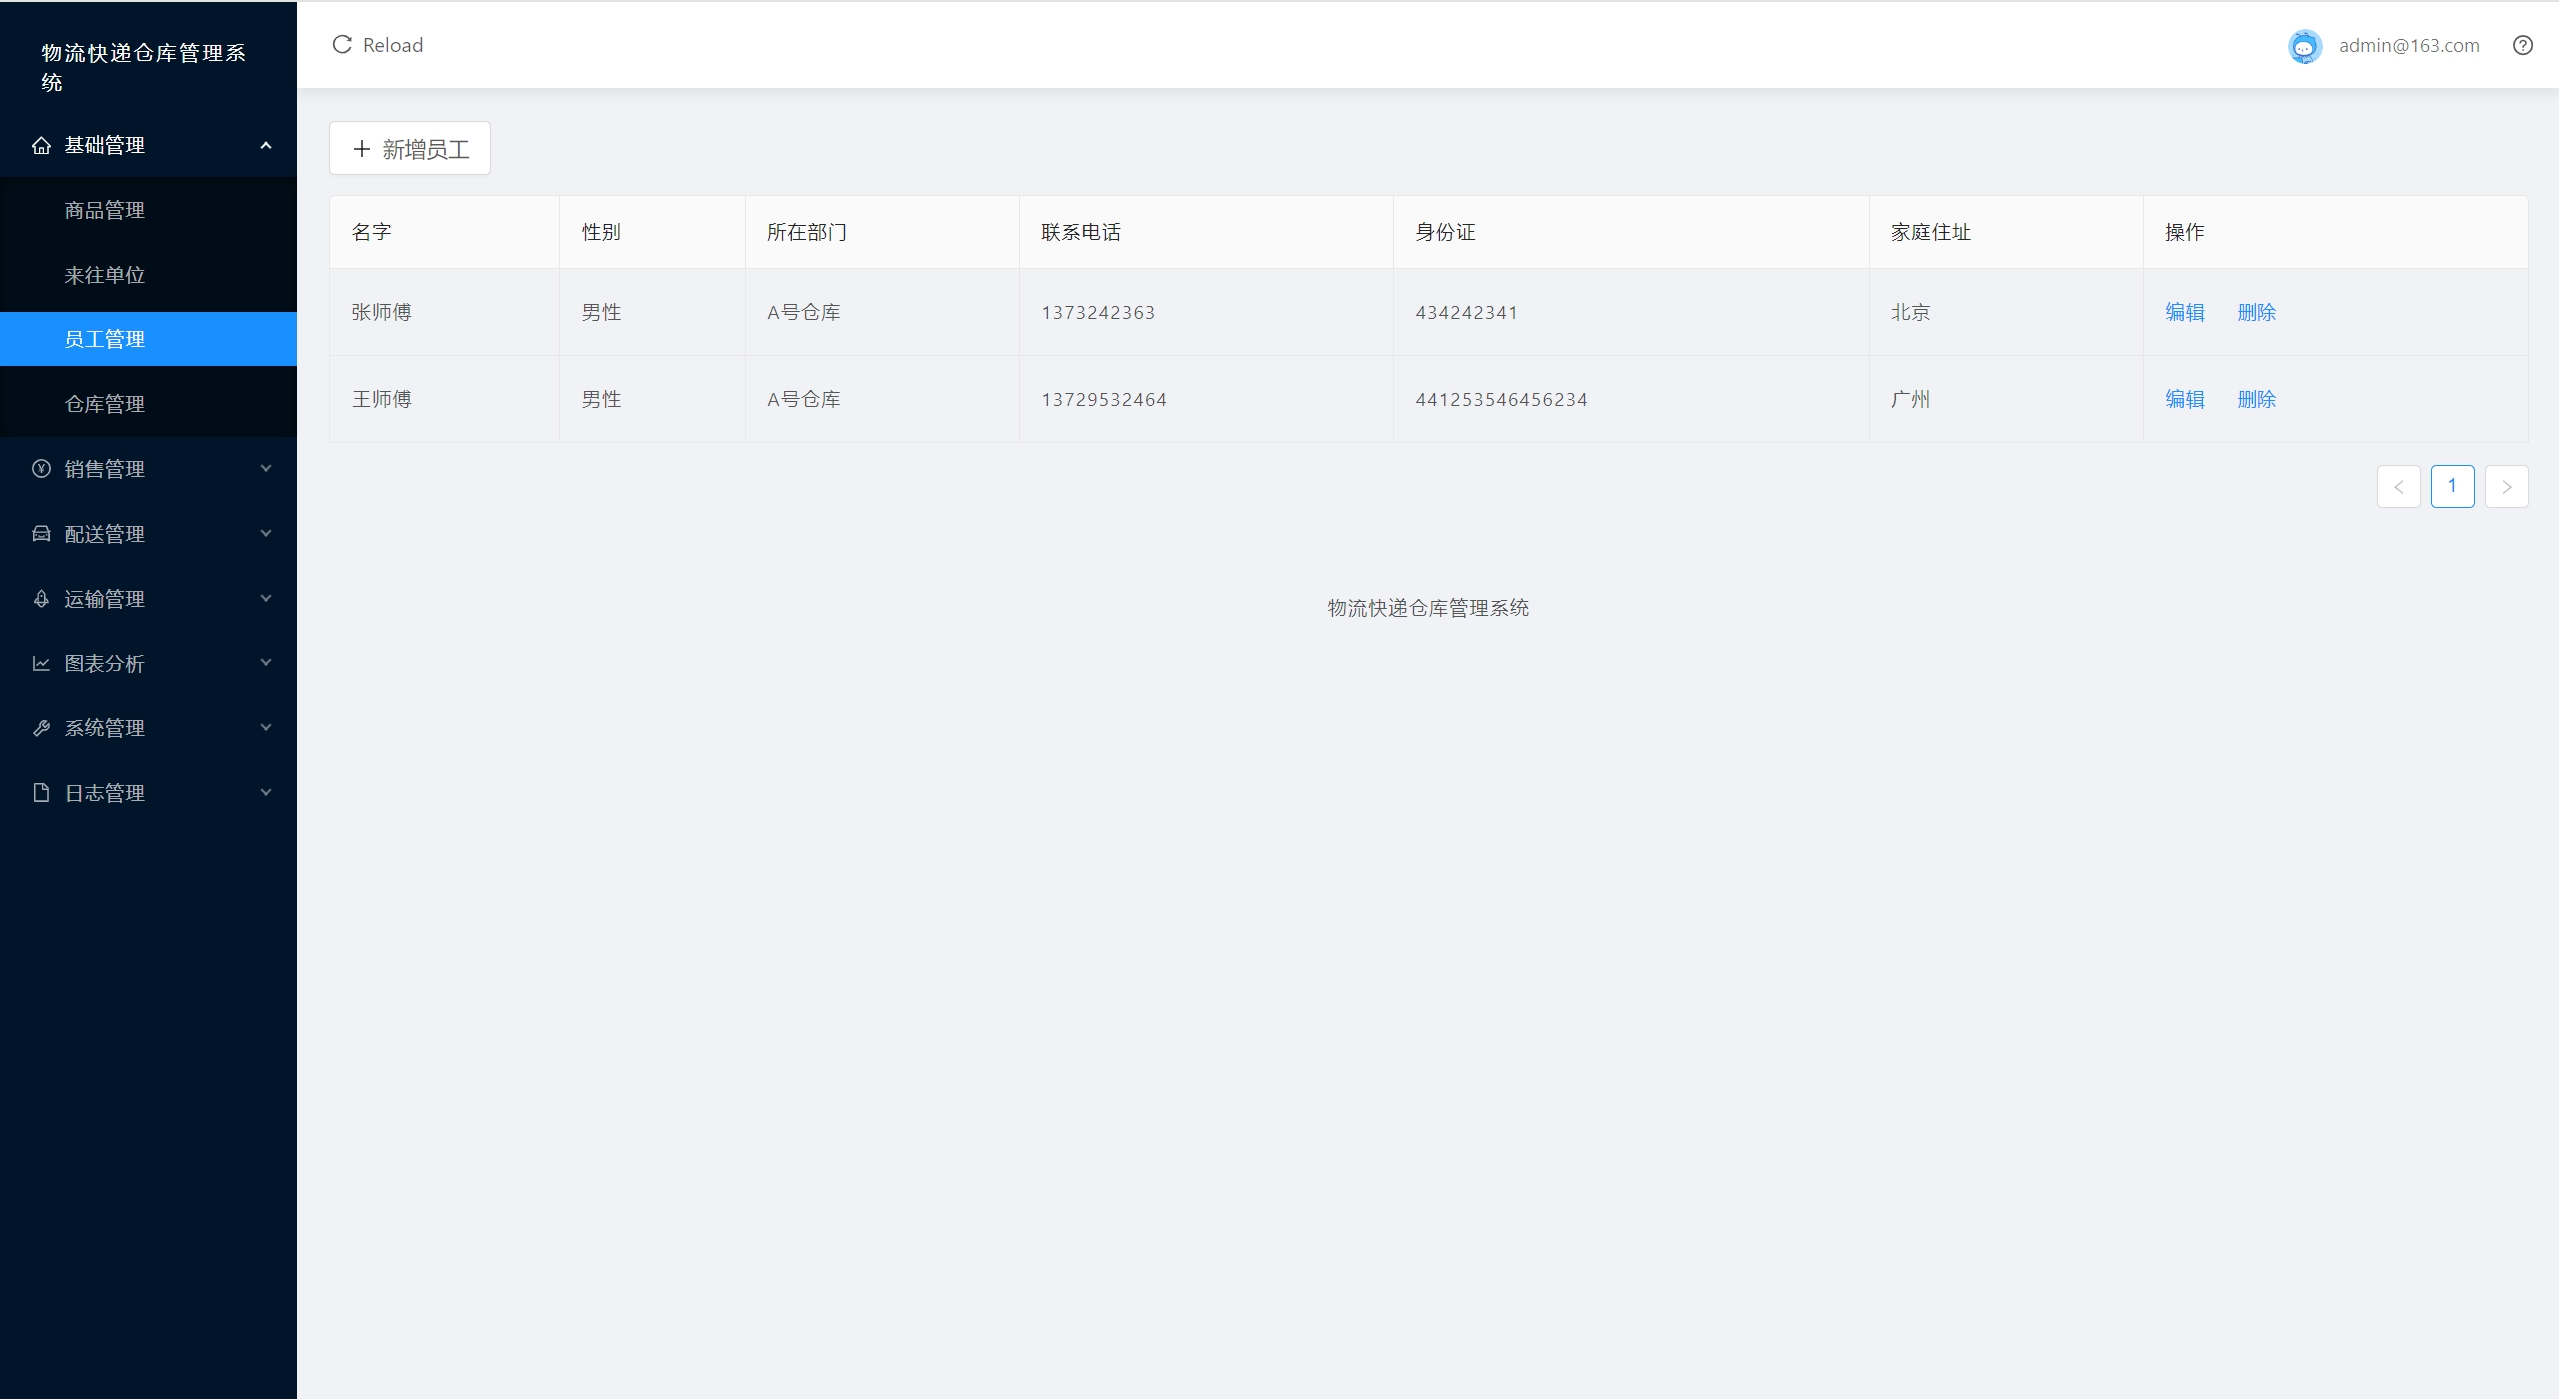 物流快递仓库管理系
统
基础管理
商品管理
来往单位
员工管理
仓库管理
销售管理
配送管理
运输管理
图表分析
系统管理
日志管理
Reload
admin@163.com
新增员工
名字 性别 所在部门 联系电话 身份证 家庭住址 操作
张师傅 男性 A号仓库 1373242363 434242341 北京 编辑 删除
王师傅 男性 A号仓库 13729532464 441253546456234 广州 编辑 删除
1
物流快递仓库管理系统